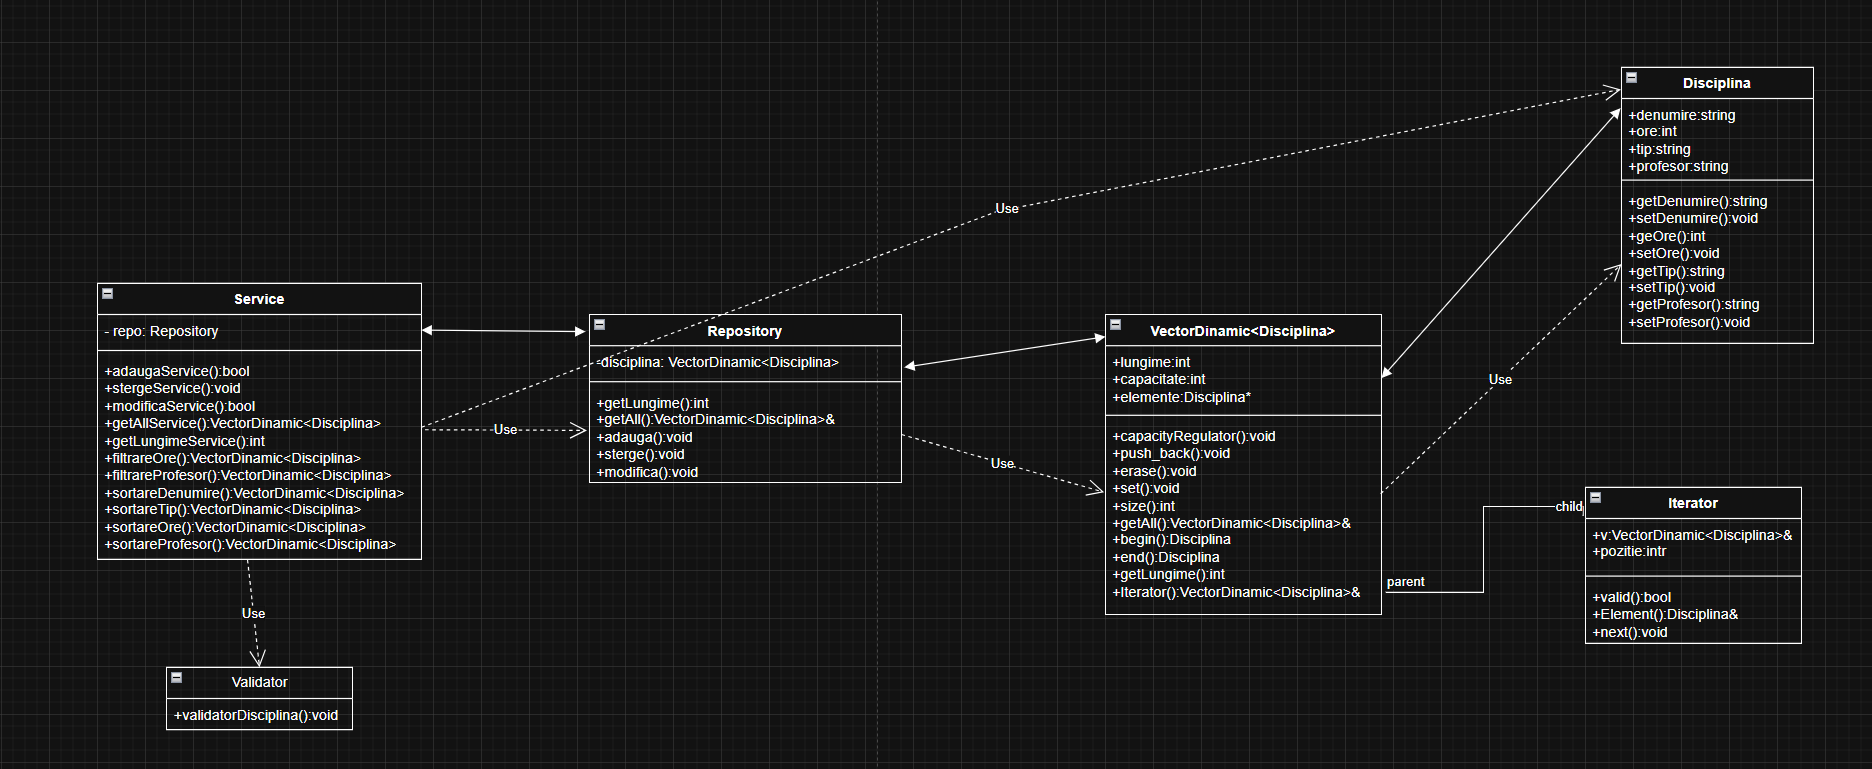 Service
- repo: Repository
+adaugaService():bool
+stergeService():void
+modificaService():bool
+getAllService():VectorDinamic<Disciplina>
+getLungimeService():int
+filtrareOre():VectorDinamic<Disciplina>
+filtrareProfesor():VectorDinamic<Disciplina>
+sortareDenumire():VectorDinamic<Disciplina>
+sortareTip():VectorDinamic<Disciplina>
+sortareOre():VectorDinamic<Disciplina>
+sortareProfesor():VectorDinamic<Disciplina>
Use
Validator
+validatorDisciplina():void
Use
Use
Repository
-disciplina: VectorDinamic<Disciplina>
+getLungime():int
+getAll():VectorDinamic<Disciplina>&
+adauga():void
+sterge():void
+modifica():void
Use
VectorDinamic<Disciplina>
+lungime:int
+capacitate:int
+elemente:Disciplina*
+capacityRegulator():void
+push_back():void
+erase():void
+set():void
+size():int
+getAll():VectorDinamic<Disciplina>&
+begin():Disciplina
+end():Disciplina
+getLungime():int
+Iterator():VectorDinamic<Disciplina>&
Use
parent
child
Disciplina
+denumire:string
+ore:int
+tip:string
+profesor:string
+getDenumire():string
+setDenumire():void
+geOre():int
+setOre():void
+getTip():string
+setTip():void
+getProfesor():string
+setProfesor():void
Iterator
+v:VectorDinamic<Disciplina>&
+pozitie:intr
+valid():bool
+Element():Disciplina&
+next():void